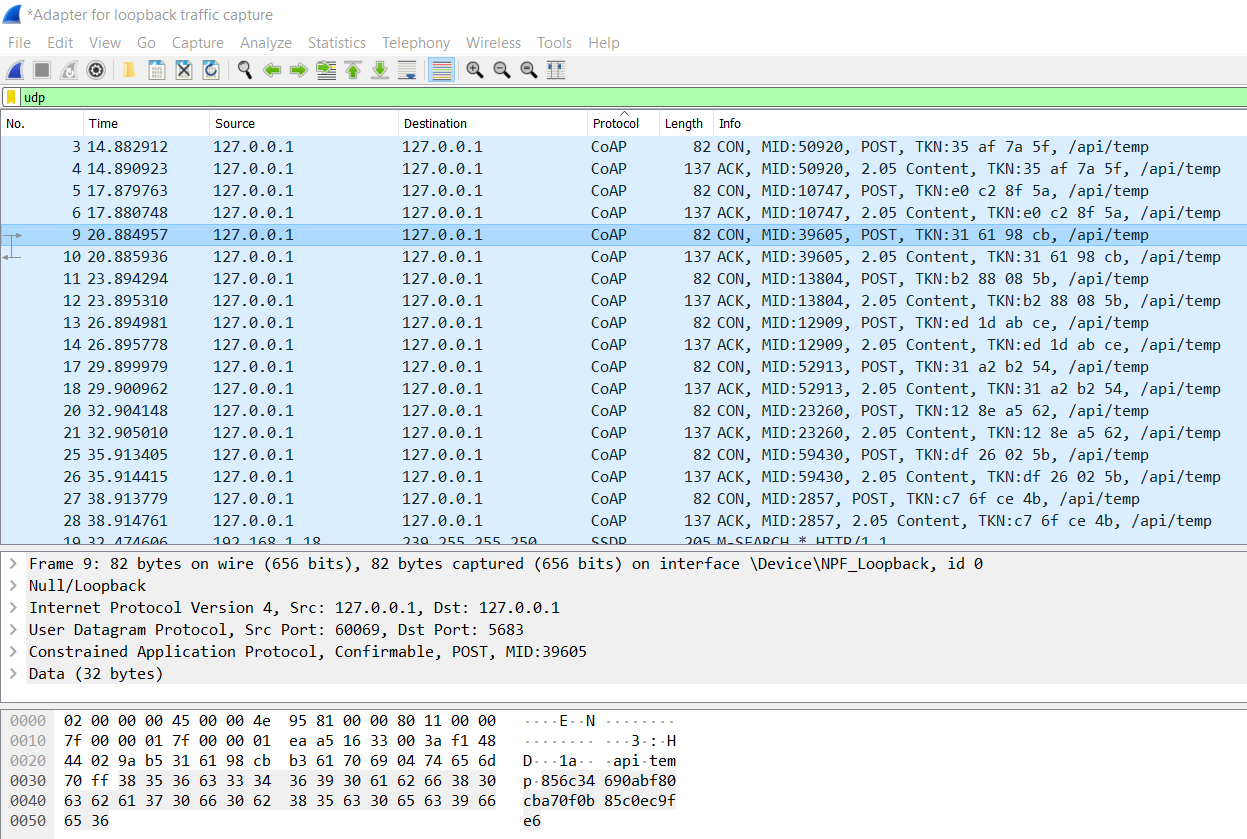 *Adapter for loopback traffic capture
File Edit View Go Capture Analyze Statistics Telephony Wireless Tools Help
udp
No. Time Source Destination Protocol Length Info
3 14.882912 127.0.0.1 127.0.0.1 CoAP 82 CON, MID:50920, POST, TKN:35 af 7a 5f, /api/temp
4 14.890923 127.0.0.1 127.0.0.1 CoAP 137 ACK, MID:50920, 2.05 Content, TKN:35 af 7a 5f, /api/temp
5 17.879763 127.0.0.1 127.0.0.1 CoAP 82 CON, MID:10747, POST, TKN:e0 c2 8f 5a, /api/temp
6 17.880748 127.0.0.1 127.0.0.1 CoAP 137 ACK, MID:10747, 2.05 Content, TKN:e0 c2 8f 5a, /api/temp
9 20.884957 127.0.0.1 127.0.0.1 CoAP 82 CON, MID:39605, POST, TKN:31 61 98 cb, /api/temp
10 20.885936 127.0.0.1 127.0.0.1 CoAP 137 ACK, MID:39605, 2.05 Content, TKN:31 61 98 cb, /api/temp
11 23.894294 127.0.0.1 127.0.0.1 CoAP 82 CON, MID:13804, POST, TKN:b2 88 08 5b, /api/temp
12 23.895310 127.0.0.1 127.0.0.1 CoAP 137 ACK, MID:13804, 2.05 Content, TKN:b2 88 08 5b, /api/temp
13 26.894981 127.0.0.1 127.0.0.1 CoAP 82 CON, MID:12909, POST, TKN:ed 1d ab ce, /api/temp
14 26.895778 127.0.0.1 127.0.0.1 CoAP 137 ACK, MID:12909, 2.05 Content, TKN:ed 1d ab ce, /api/temp
17 29.899979 127.0.0.1 127.0.0.1 CoAP 82 CON, MID:52913, POST, TKN:31 a2 b2 54, /api/temp
18 29.900962 127.0.0.1 127.0.0.1 CoAP 137 ACK, MID:52913, 2.05 Content, TKN:31 a2 b2 54, /api/temp
20 32.904148 127.0.0.1 127.0.0.1 CoAP 82 CON, MID:23260, POST, TKN:12 8e a5 62, /api/temp
21 32.905010 127.0.0.1 127.0.0.1 CoAP 137 ACK, MID:23260, 2.05 Content, TKN:12 8e a5 62, /api/temp
25 35.913405 127.0.0.1 127.0.0.1 CoAP 82 CON, MID:59430, POST, TKN:df 26 02 5b, /api/temp
26 35.914415 127.0.0.1 127.0.0.1 CoAP 137 ACK, MID:59430, 2.05 Content, TKN:df 26 02 5b, /api/temp
27 38.913779 127.0.0.1 127.0.0.1 CoAP 82 CON, MID:2857, POST, TKN:c7 6f ce 4b, /api/temp
28 38.914761 127.0.0.1 127.0.0.1 CoAP 137 ACK, MID:2857, 2.05 Content, TKN:c7 6f ce 4b, /api/temp
19 32.474606 192.168.1.18 239.255.255.250 SSDP 205 M-SEARCH * HTTP/1.1
Frame 9: 82 bytes on wire (656 bits), 82 bytes captured (656 bits) on interface \Device\NPF_Loopback, id 0
Null/Loopback
Internet Protocol Version 4, Src: 127.0.0.1, Dst: 127.0.0.1
User Datagram Protocol, Src Port: 60069, Dst Port: 5683
Constrained Application Protocol, Confirmable, POST, MID:39605
Data (32 bytes)
0000 02 00 00 00 45 00 00 4e 95 81 00 00 80 11 00 00 ····E··N ········
0010 7f 00 00 01 7f 00 00 01 ea a5 16 33 00 3a f1 48 ········ ···3·:·H
0020 44 02 9a b5 31 61 98 cb b3 61 70 69 04 74 65 6d D···1a·· ·api·tem
0030 70 ff 38 35 36 63 33 34 36 39 30 61 62 66 38 30 p·856c34 690abf80
0040 63 62 61 37 30 66 30 62 38 35 63 30 65 63 39 66 cba70f0b 85c0ec9f
0050 65 36 e6